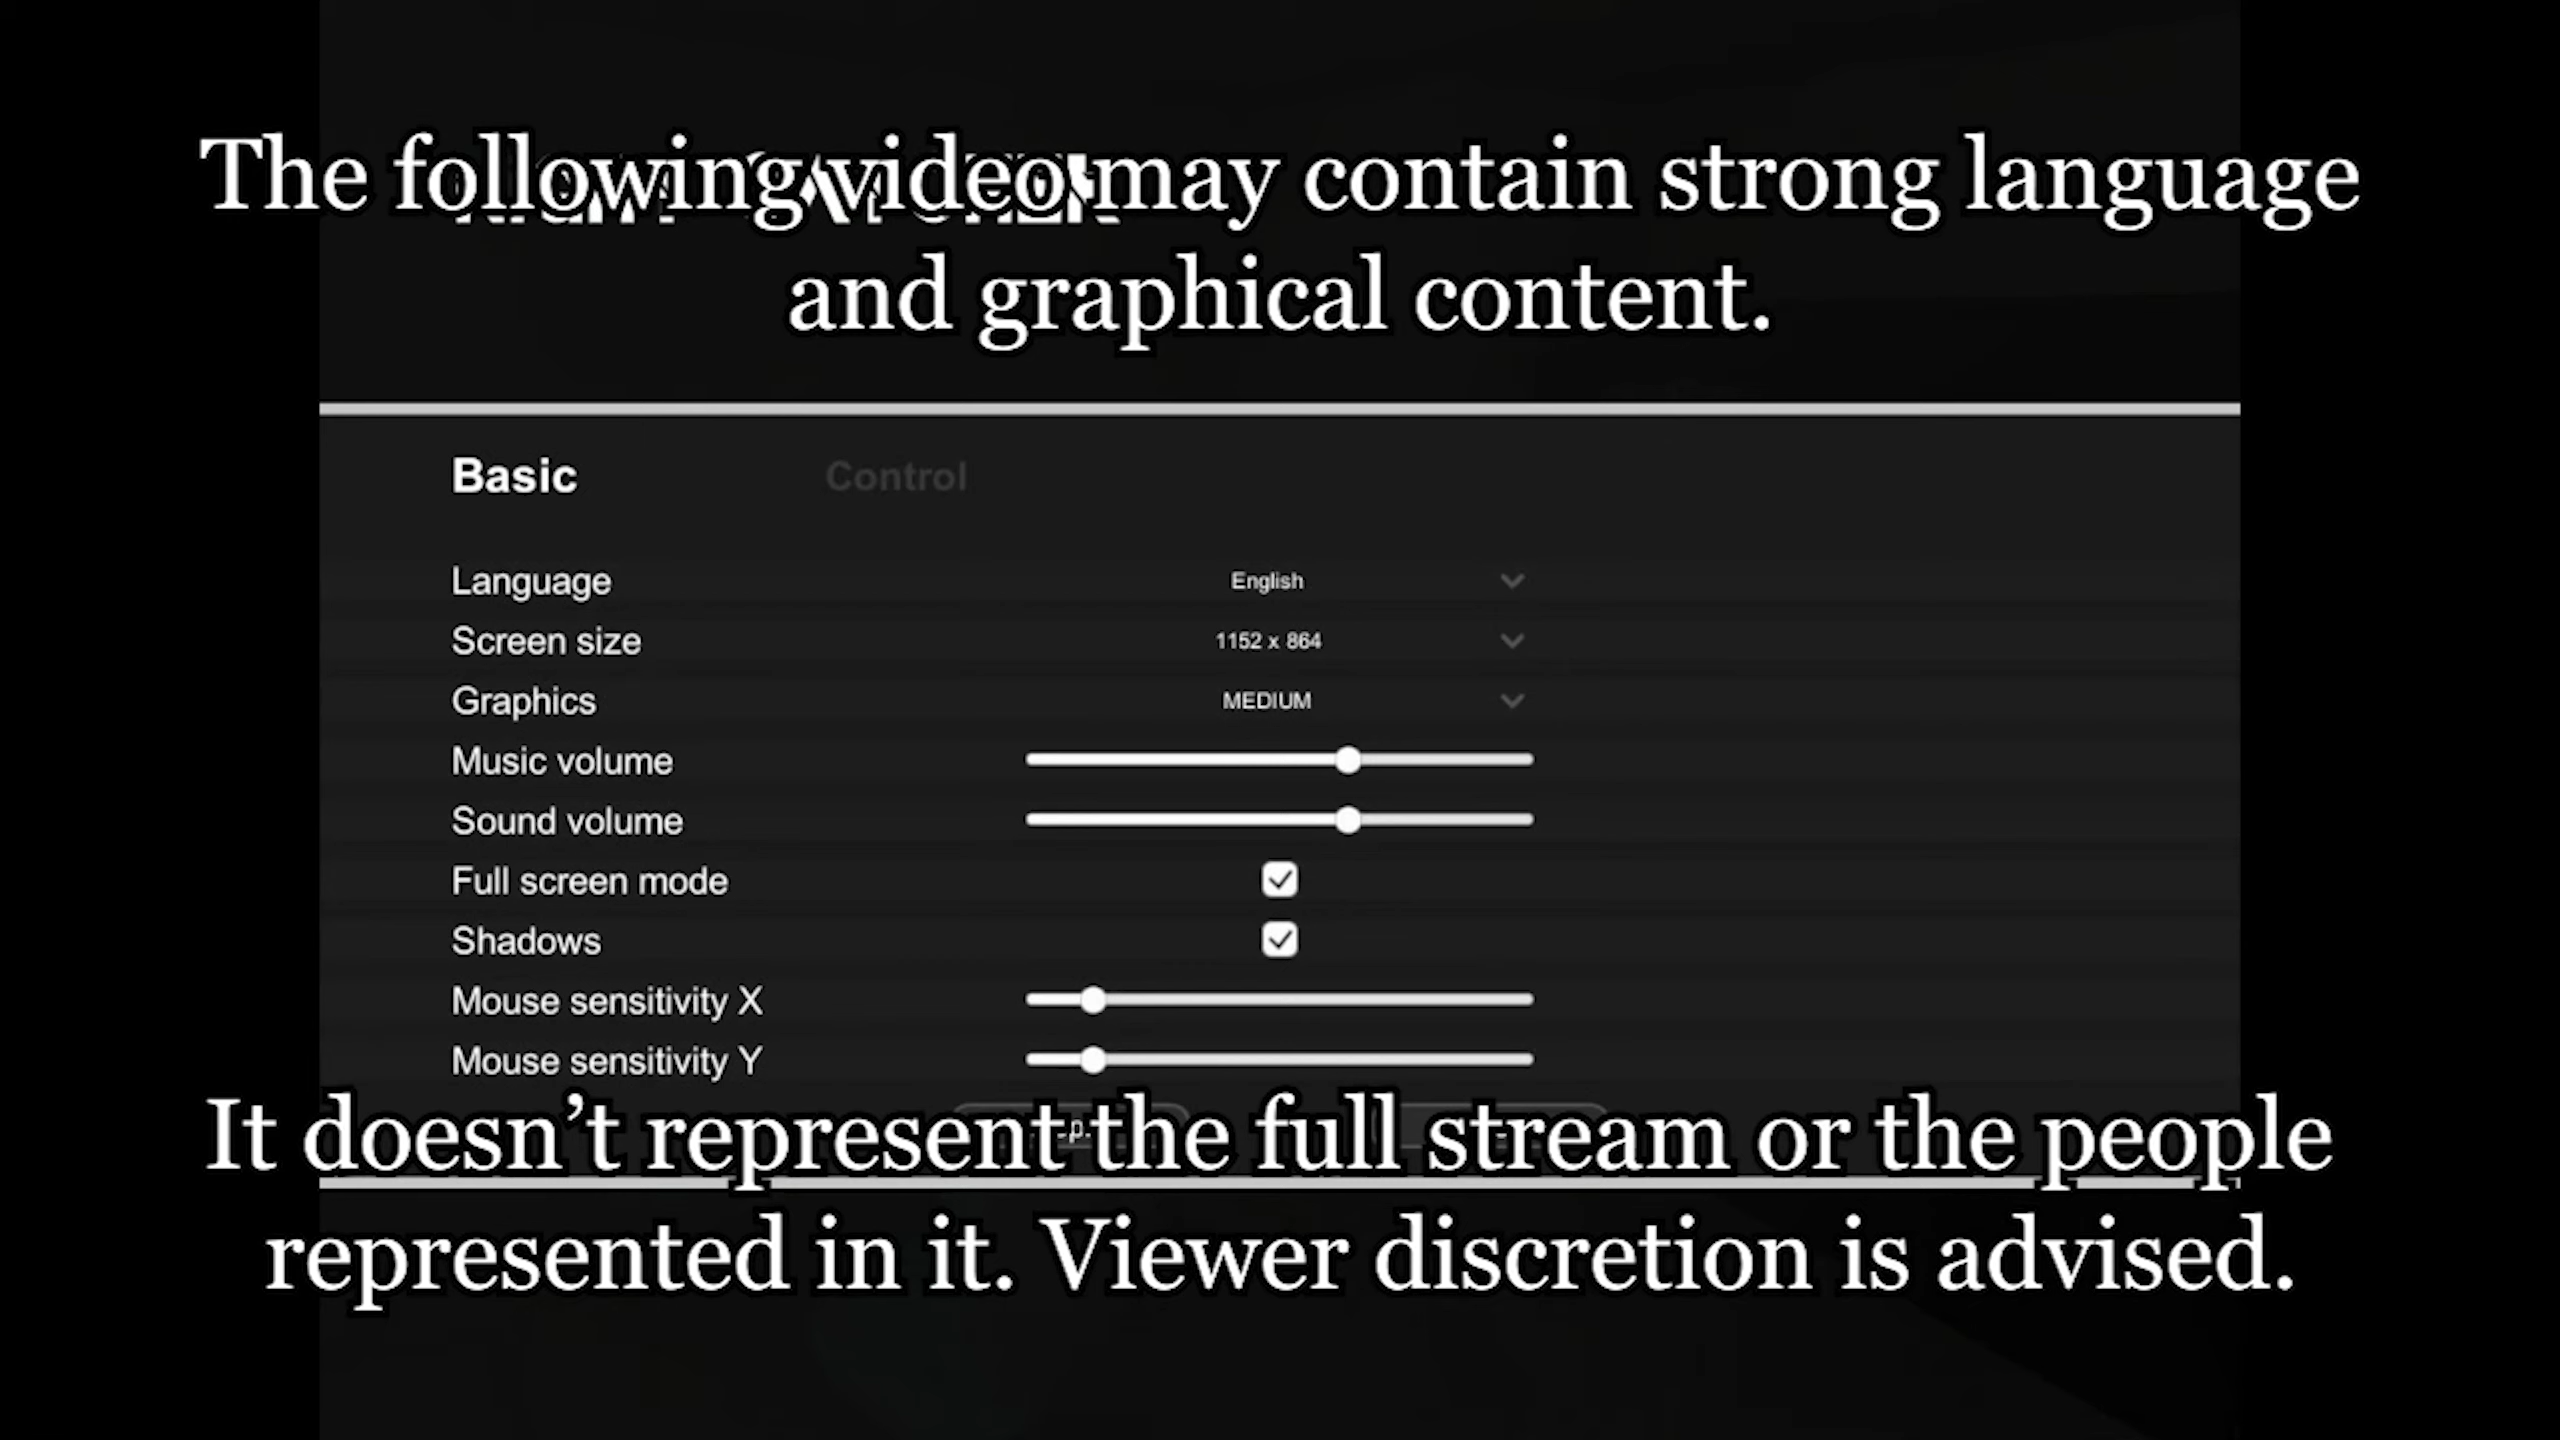 The following video may contain strong language
and graphical content.
Basic
Control
Language
English
Screen size
1152 x 864
Graphics
MEDIUM
Music volume
Sound volume
Full screen mode
Shadows
Mouse sensitivity X
Mouse sensitivity Y
It doesn’t represent the full stream or the people
represented in it. Viewer discretion is advised.